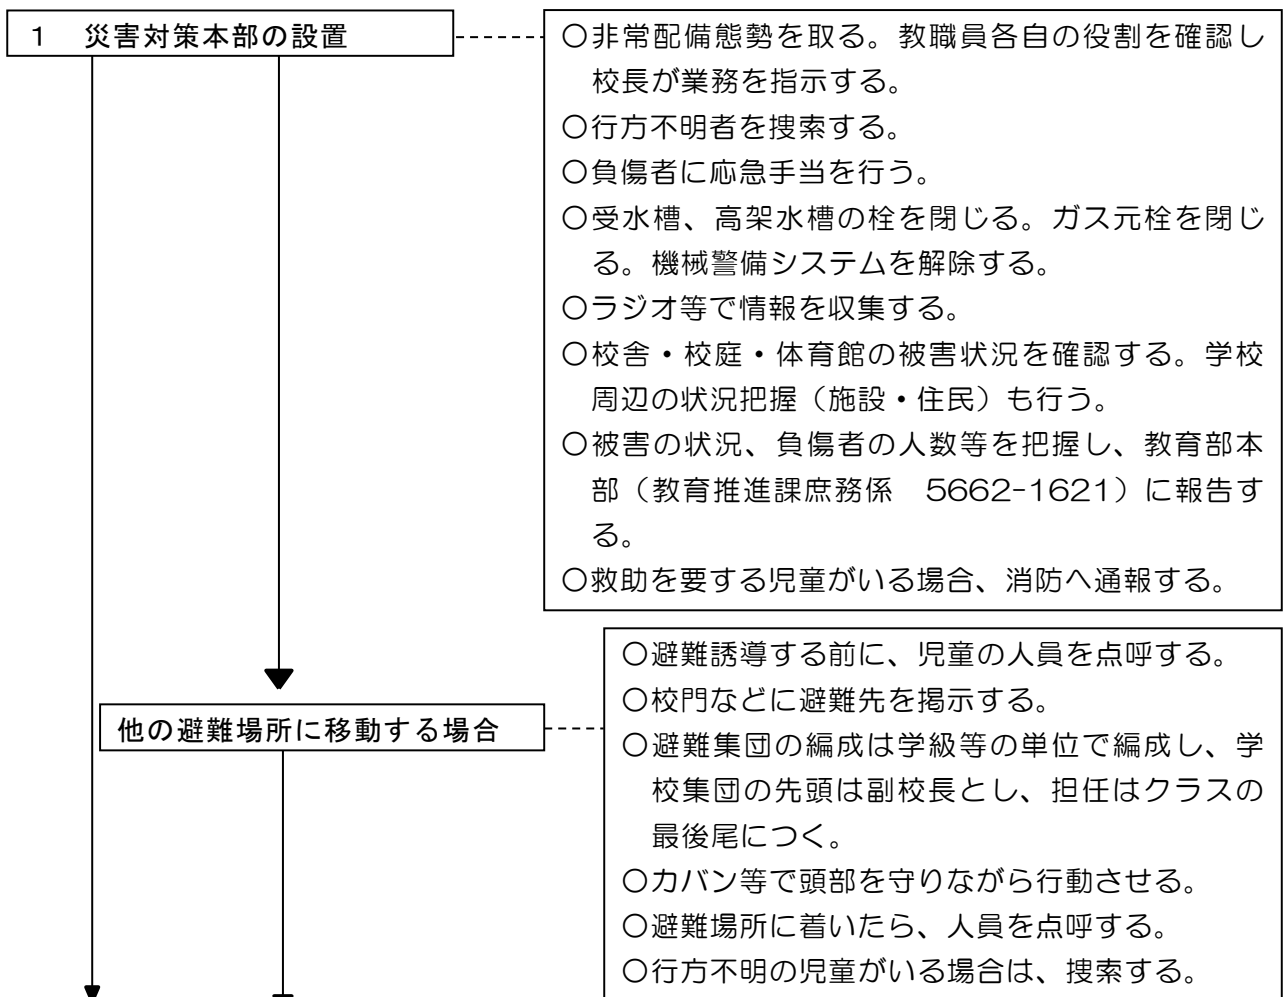 １　災害対策本部の設置
○非常配備態勢を取る。教職員各自の役割を確認し
校長が業務を指示する。
○行方不明者を捜索する。
○負傷者に応急手当を行う。
○受水槽、高架水槽の栓を閉じる。ガス元栓を閉じ
る。機械警備システムを解除する。
○ラジオ等で情報を収集する。
○校舎・校庭・体育館の被害状況を確認する。学校
周辺の状況把握（施設・住民）も行う。
○被害の状況、負傷者の人数等を把握し、教育部本
部（教育推進課庶務係　5662-1621）に報告す
る。
○救助を要する児童がいる場合、消防へ通報する。
他の避難場所に移動する場合
○避難誘導する前に、児童の人員を点呼する。
○校門などに避難先を掲示する。
○避難集団の編成は学級等の単位で編成し、学
校集団の先頭は副校長とし、担任はクラスの
最後尾につく。
○カバン等で頭部を守りながら行動させる。
○避難場所に着いたら、人員を点呼する。
○行方不明の児童がいる場合は、捜索する。